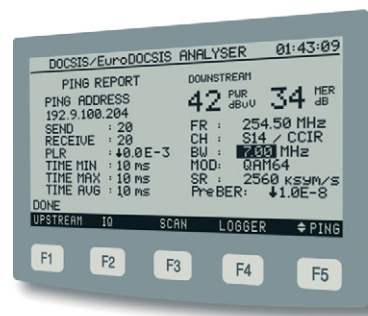 DOCSIS/EuroDOCSIS ANALYSER 01:43:09
PING REPORT
PING ADDRESS
192.9.100.204
SEND : 20
RECEIVE : 20
PLR : ↓0.0E-3
TIME MIN : 10 ms
TIME MAX : 10 ms
TIME AVG : 10 ms
DONE
DOWNSTREAM
42 PWR dBuV 34 MER dB
FR : 254.50 MHz
CH : S14 / CCIR
BW : 7.00 MHz
MOD: QAM64
SR : 2560 KSYM/S
PreBER: ↓1.0E-8
UPSTREAM IQ SCAN LOGGER ♦PING
F1 F2 F3 F4 F5